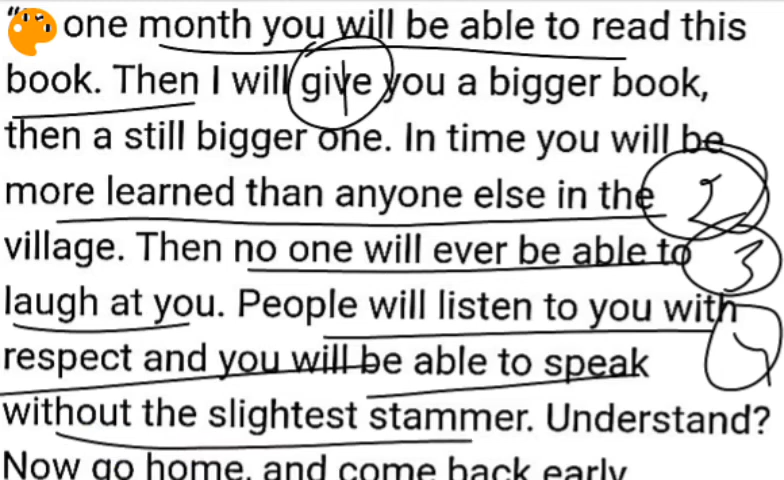 “ one month you will be able to read this
book. Then I will give you a bigger book,
then a still bigger one. In time you will be
more learned than anyone else in the
2
village. Then no one will ever be able to
3
laugh at you. People will listen to you with
respect and you will be able to speak
4
without the slightest stammer. Understand?
Now go home, and come back early